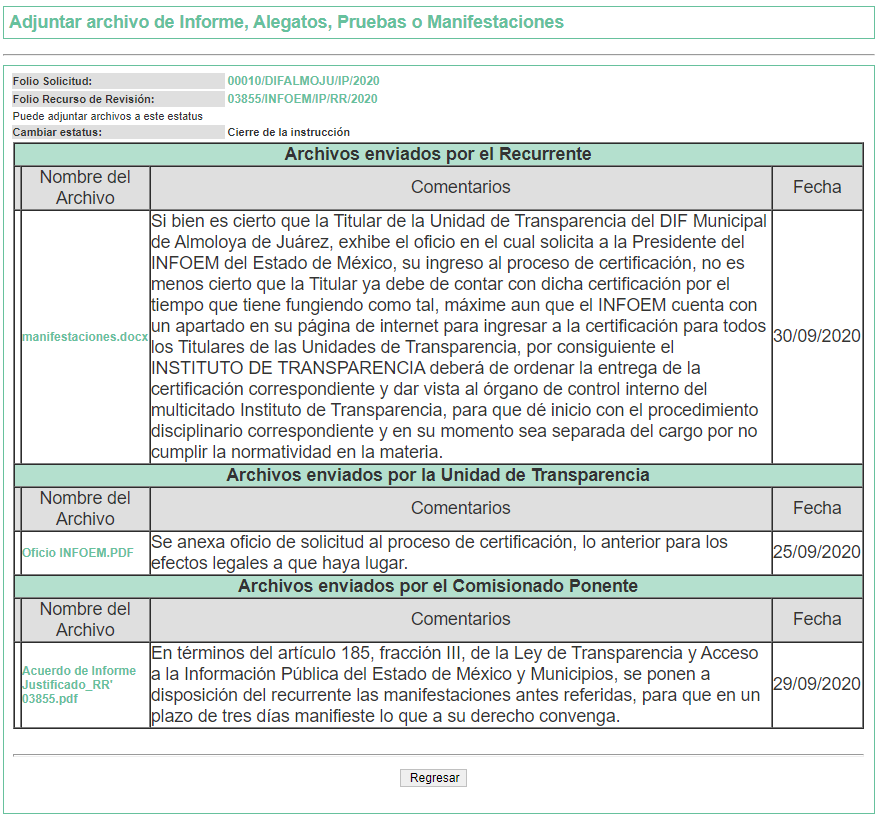 Adjuntar archivo de Informe, Alegatos, Pruebas o Manifestaciones
Folio Solicitud: 00010/DIFALMOJU/IP/2020
Folio Recurso de Revisión: 03855/INFOEM/IP/RR/2020
Puede adjuntar archivos a este estatus
Cambiar estatus: Cierre de la instrucción
Archivos enviados por el Recurrente
Nombre del
Archivo
Comentarios
Fecha
manifestaciones.docx
Si bien es cierto que la Titular de la Unidad de Transparencia del DIF Municipal
de Almoloya de Juárez, exhibe el oficio en el cual solicita a la Presidente del
INFOEM del Estado de México, su ingreso al proceso de certificación, no es
menos cierto que la Titular ya debe de contar con dicha certificación por el
tiempo que tiene fungiendo como tal, máxime aun que el INFOEM cuenta con
un apartado en su página de internet para ingresar a la certificación para todos
los Titulares de las Unidades de Transparencia, por consiguiente el
INSTITUTO DE TRANSPARENCIA deberá de ordenar la entrega de la
certificación correspondiente y dar vista al órgano de control interno del
multicitado Instituto de Transparencia, para que dé inicio con el procedimiento
disciplinario correspondiente y en su momento sea separada del cargo por no
cumplir la normatividad en la materia.
30/09/2020
Archivos enviados por la Unidad de Transparencia
Nombre del
Archivo
Comentarios
Fecha
Oficio INFOEM.PDF
Se anexa oficio de solicitud al proceso de certificación, lo anterior para los
efectos legales a que haya lugar.
25/09/2020
Archivos enviados por el Comisionado Ponente
Nombre del
Archivo
Comentarios
Fecha
Acuerdo de Informe
Justificado_RR'
03855.pdf
En términos del artículo 185, fracción III, de la Ley de Transparencia y Acceso
a la Información Pública del Estado de México y Municipios, se ponen a
disposición del recurrente las manifestaciones antes referidas, para que en un
plazo de tres días manifieste lo que a su derecho convenga.
29/09/2020
Regresar